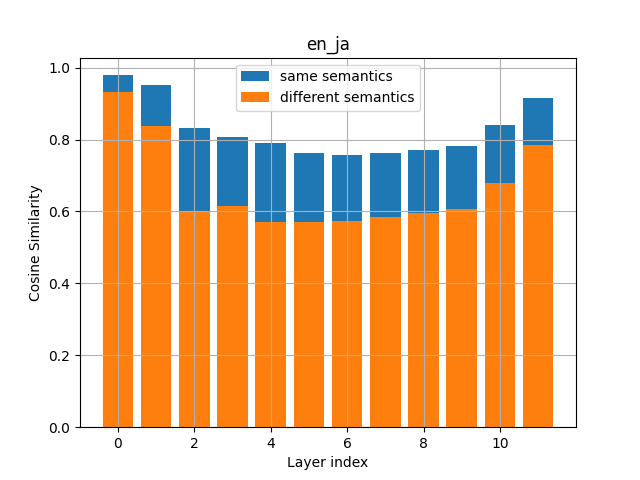 en_ja
same semantics
different semantics
1.0
0.8
0.6
0.4
0.2
0.0
Cosine Similarity
0 2 4 6 8 10
Layer index